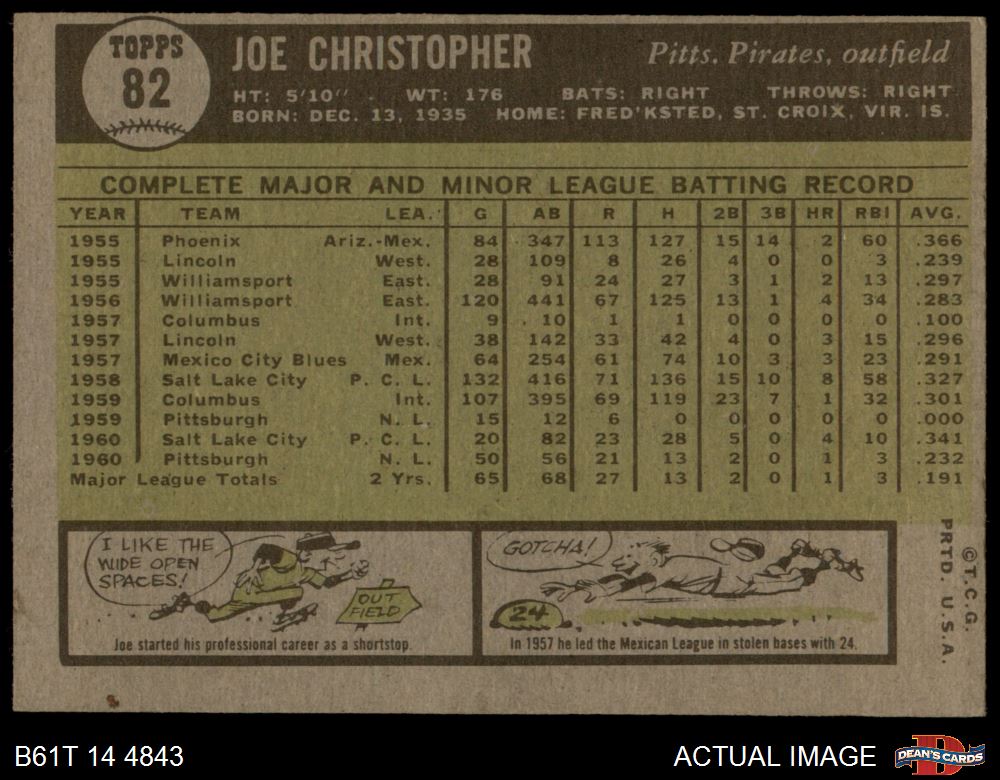 TOPPS
82
JOE CHRISTOPHER
Pitts. Pirates, outfield
HT: 5'10" WT: 176 BATS: RIGHT THROWS: RIGHT
BORN: DEC. 13, 1935 HOME: FRED'KSTED, ST. CROIX, VIR. IS.
COMPLETE MAJOR AND MINOR LEAGUE BATTING RECORD
YEAR TEAM LEA. G AB R H 2B 3B HR RBI AVG.
1955 Phoenix Ariz.-Mex. 84 347 113 127 15 14 2 60 .366
1955 Lincoln West. 28 109 8 26 4 0 0 3 .239
1955 Williamsport East. 28 91 24 27 3 1 2 13 .297
1956 Williamsport East. 120 441 67 125 13 1 4 34 .283
1957 Columbus Int. 9 10 1 1 0 0 0 0 .100
1957 Lincoln West. 38 142 33 42 4 0 3 15 .296
1957 Mexico City Blues Mex. 64 254 61 74 10 3 3 23 .291
1958 Salt Lake City P. C. L. 132 416 71 136 15 10 8 58 .327
1959 Columbus Int. 107 395 69 119 23 7 1 32 .301
1959 Pittsburgh N. L. 15 12 6 0 0 0 0 0 .000
1960 Salt Lake City P. C. L. 20 82 23 28 5 0 4 10 .341
1960 Pittsburgh N. L. 50 56 21 13 2 0 1 3 .232
Major League Totals 2 Yrs. 65 68 27 13 2 0 1 3 .191
I LIKE THE
WIDE OPEN
SPACES!
OUT
FIELD
Joe started his professional career as a shortstop.
GOTCHA!
24
In 1957 he led the Mexican League in stolen bases with 24.
©T.C.G.
PRTD. U.S.A.
B61T 14 4843
ACTUAL IMAGE
DEAN'S CARDS